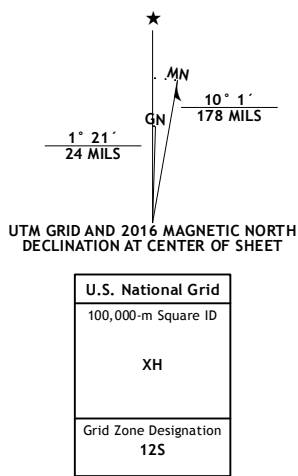 ★
MN
GN
10° 1´
178 MILS
1° 21´
24 MILS
UTM GRID AND 2016 MAGNETIC NORTH
DECLINATION AT CENTER OF SHEET
U.S. National Grid
100,000-m Square ID
XH
Grid Zone Designation
12S